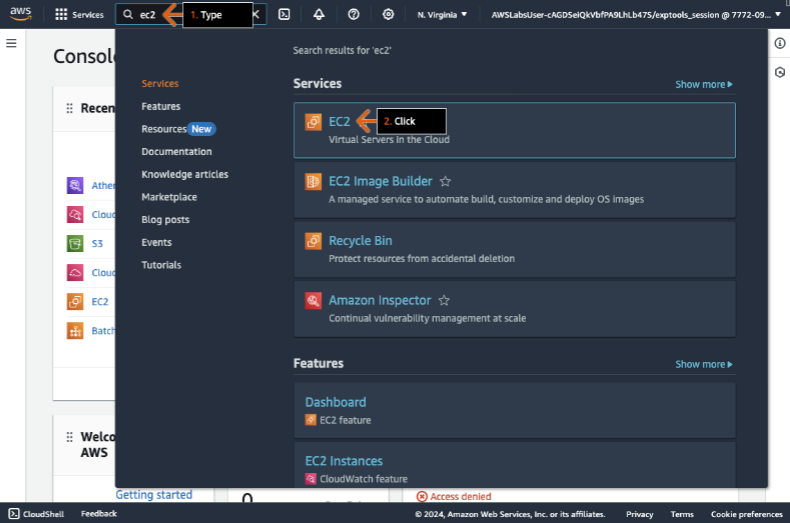 aws
Services
ec2
1. Type
N. Virginia
AWSLabsUser-cAGDSeIQkVbfPA9LhLb47S/exptools_session @ 7772-09...
Search results for 'ec2'
Services
Features
Resources New
Documentation
Knowledge articles
Marketplace
Blog posts
Events
Tutorials
Services
Show more
EC2
2. Click
Virtual Servers in the Cloud
EC2 Image Builder
A managed service to automate build, customize and deploy OS images
Recycle Bin
Protect resources from accidental deletion
Amazon Inspector
Continual vulnerability management at scale
Features
Show more
Dashboard
EC2 feature
EC2 Instances
CloudWatch feature
Consol
Recen
Athe
Cloud
S3
Cloud
EC2
Batch
Welco
AWS
Getting started
0
Access denied
CloudShell
Feedback
© 2024, Amazon Web Services, Inc. or its affiliates.
Privacy
Terms
Cookie preferences